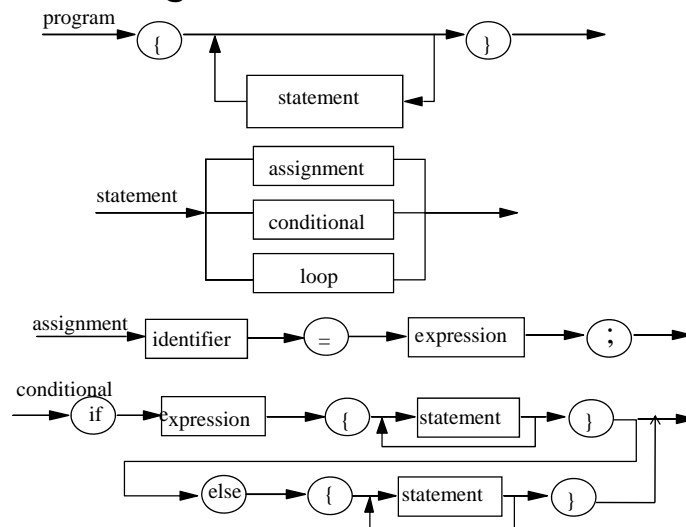 program
{ }
statement
assignment
statement
conditional
loop
assignment
identifier = expression ;
conditional
if expression { statement }
else { statement }